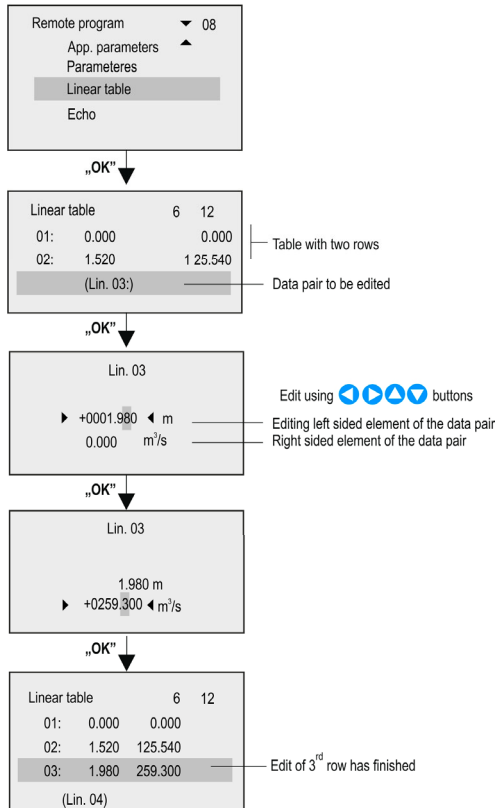 Remote program 08
App. parameters
Parameteres
Linear table
Echo
„OK”
Linear table 6 12
01: 0.000 0.000
02: 1.520 1 25.540
(Lin. 03:)
Table with two rows
Data pair to be edited
„OK”
Lin. 03
+0001.980 m
0.000 m³/s
Edit using buttons
Editing left sided element of the data pair
Right sided element of the data pair
„OK”
Lin. 03
1.980 m
+0259.300 m³/s
„OK”
Linear table 6 12
01: 0.000 0.000
02: 1.520 125.540
03: 1.980 259.300
(Lin. 04)
Edit of 3rd row has finished